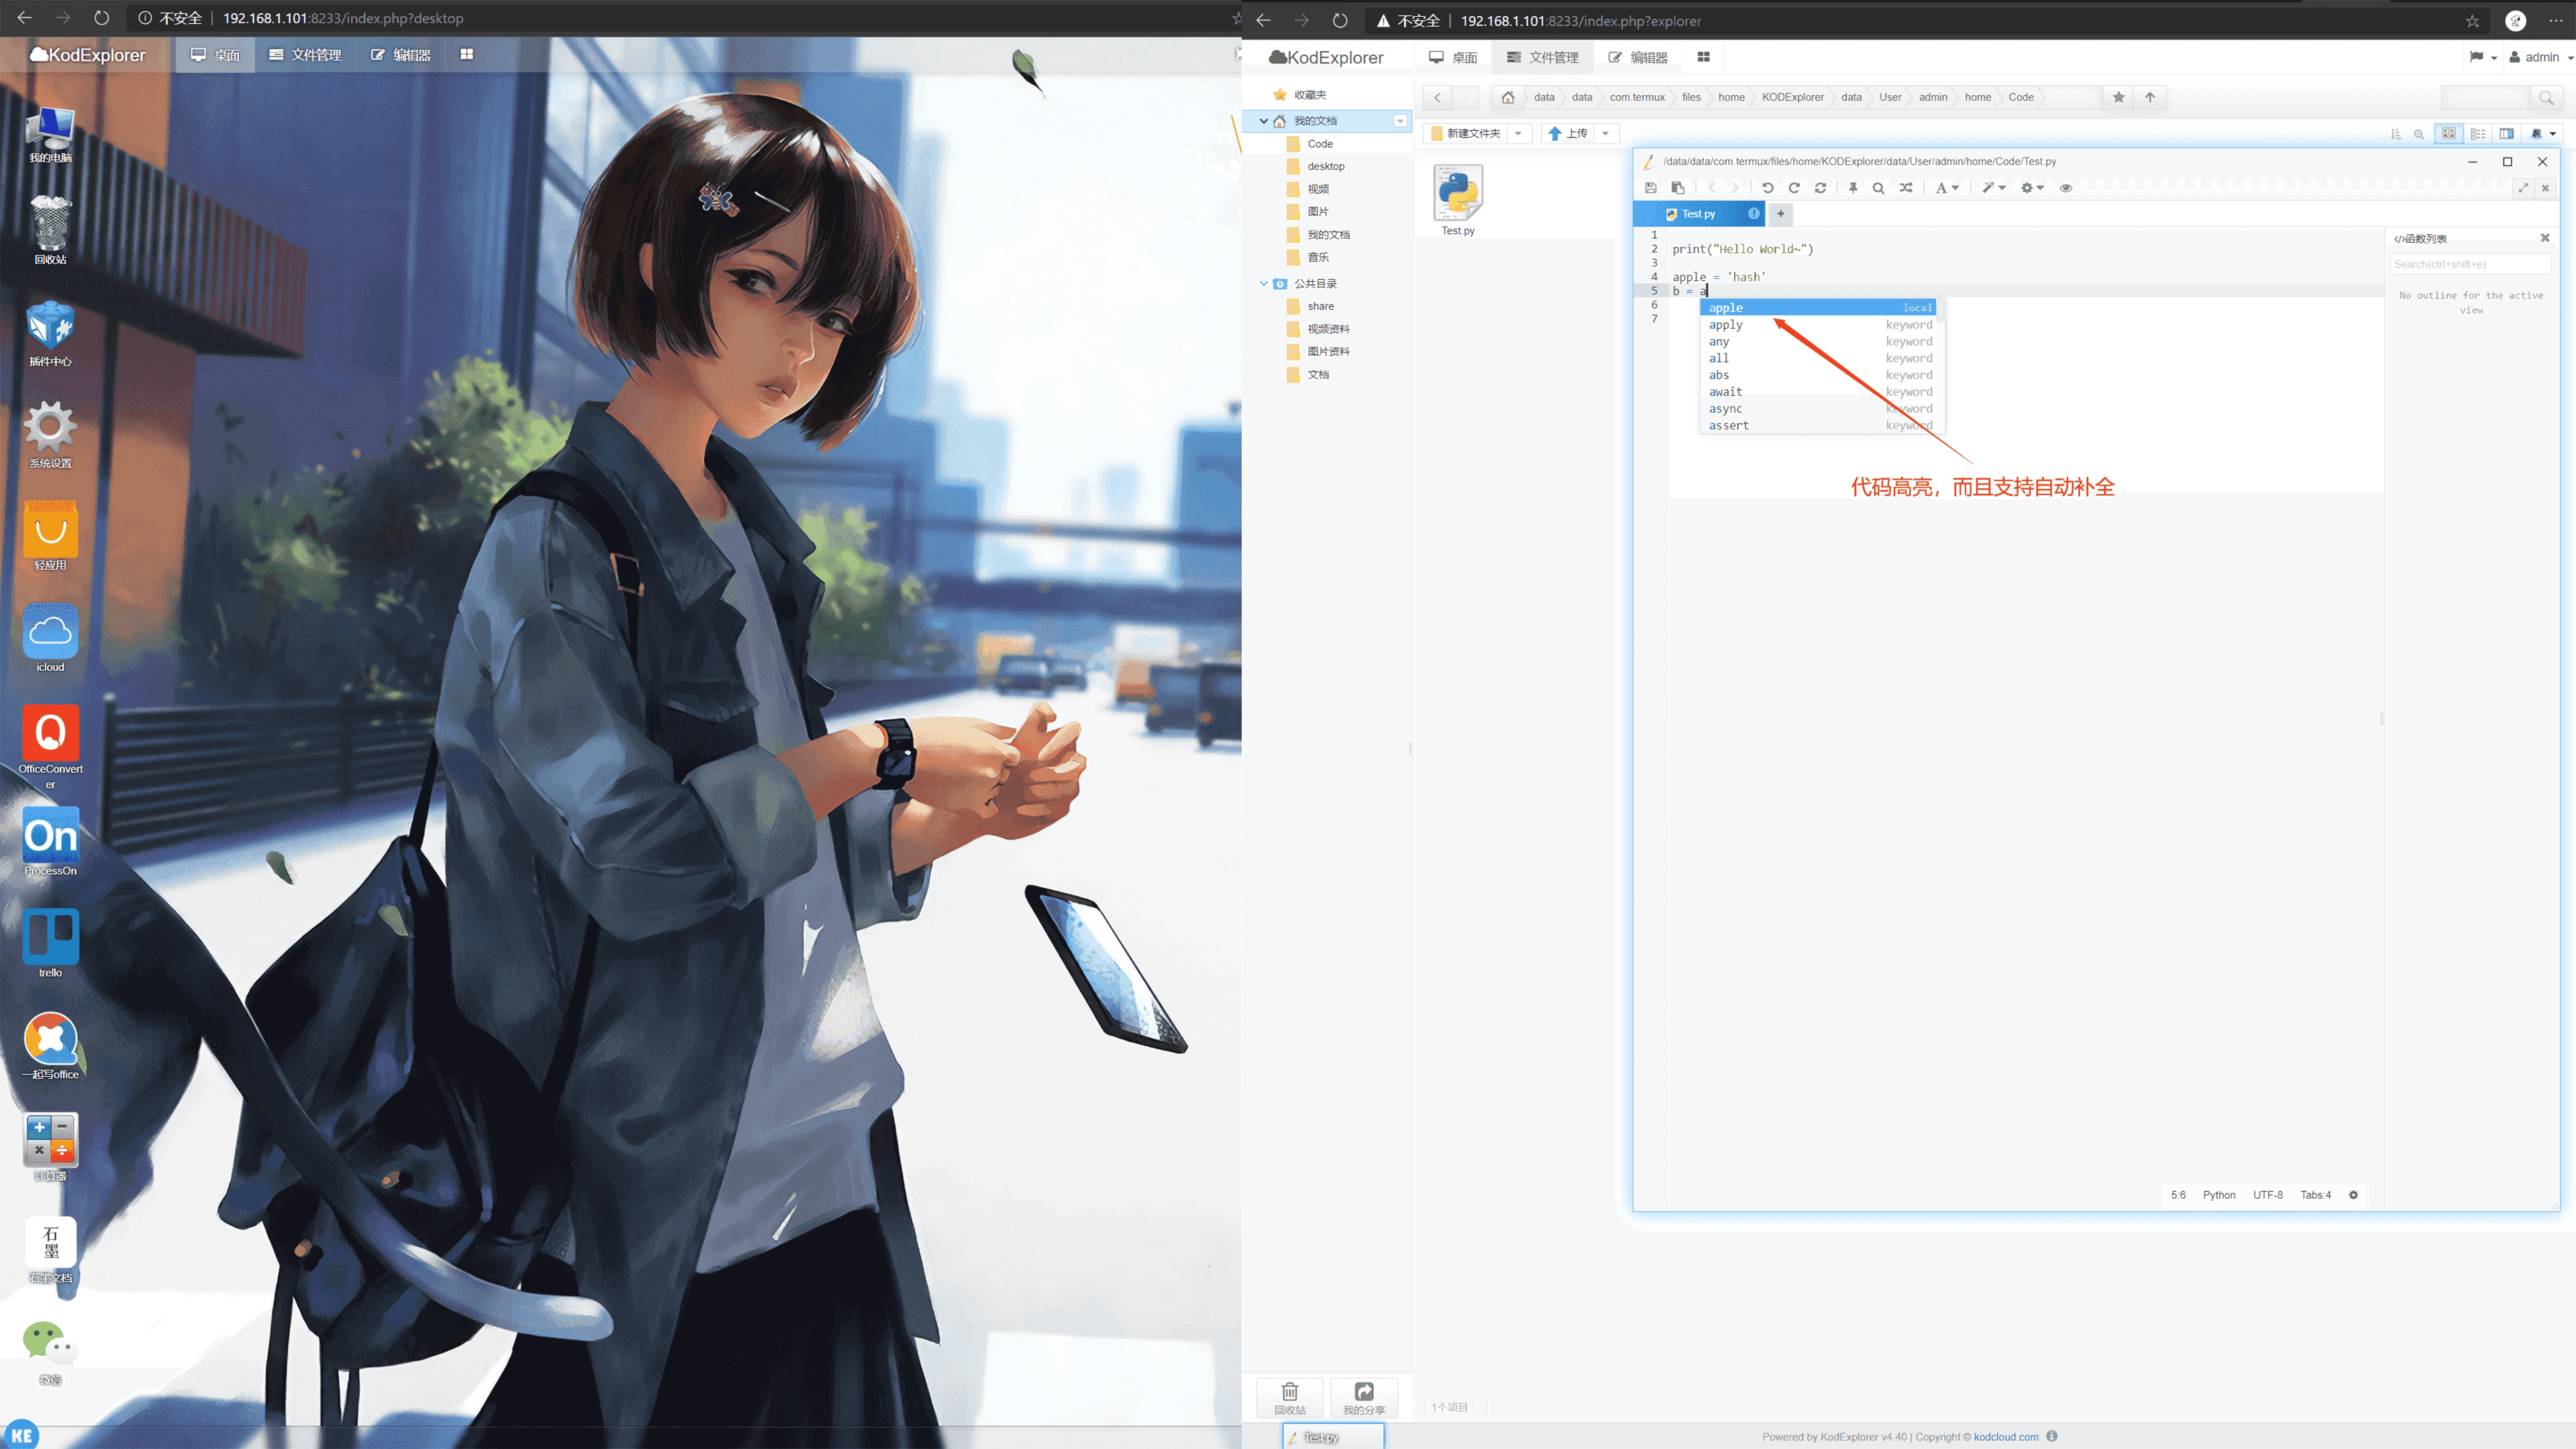 不安全 | 192.168.1.101:8233/index.php?desktop
KodExplorer 桌面 文件管理 编辑器
我的电脑
回收站
插件中心
系统设置
轻应用
icloud
OfficeConvert
er
ProcessOn
trello
一起写office
计算器
石墨
石墨文档
微信
KE
不安全 | 192.168.1.101:8233/index.php?explorer
KodExplorer 桌面 文件管理 编辑器 admin
收藏夹
我的文档
Code
desktop
视频
图片
我的文档
音乐
公共目录
share
视频资料
图片资料
文档
回收站 我的分享
data data com.termux files home KODExplorer data User admin home Code
新建文件夹 上传
Test.py
/data/data/com.termux/files/home/KODExplorer/data/User/admin/home/Code/Test.py
Test.py
1
2 print("Hello World~")
3
4 apple = 'hash'
5 b = a
6
7
apple local
apply keyword
any keyword
all keyword
abs keyword
await keyword
async keyword
assert keyword
代码高亮，而且支持自动补全
</>函数列表
Search(ctrl+shift+e)
No outline for the active
view
5:6 Python UTF-8 Tabs:4
1个项目
Test.py
Powered by KodExplorer v4.40 | Copyright © kodcloud.com.